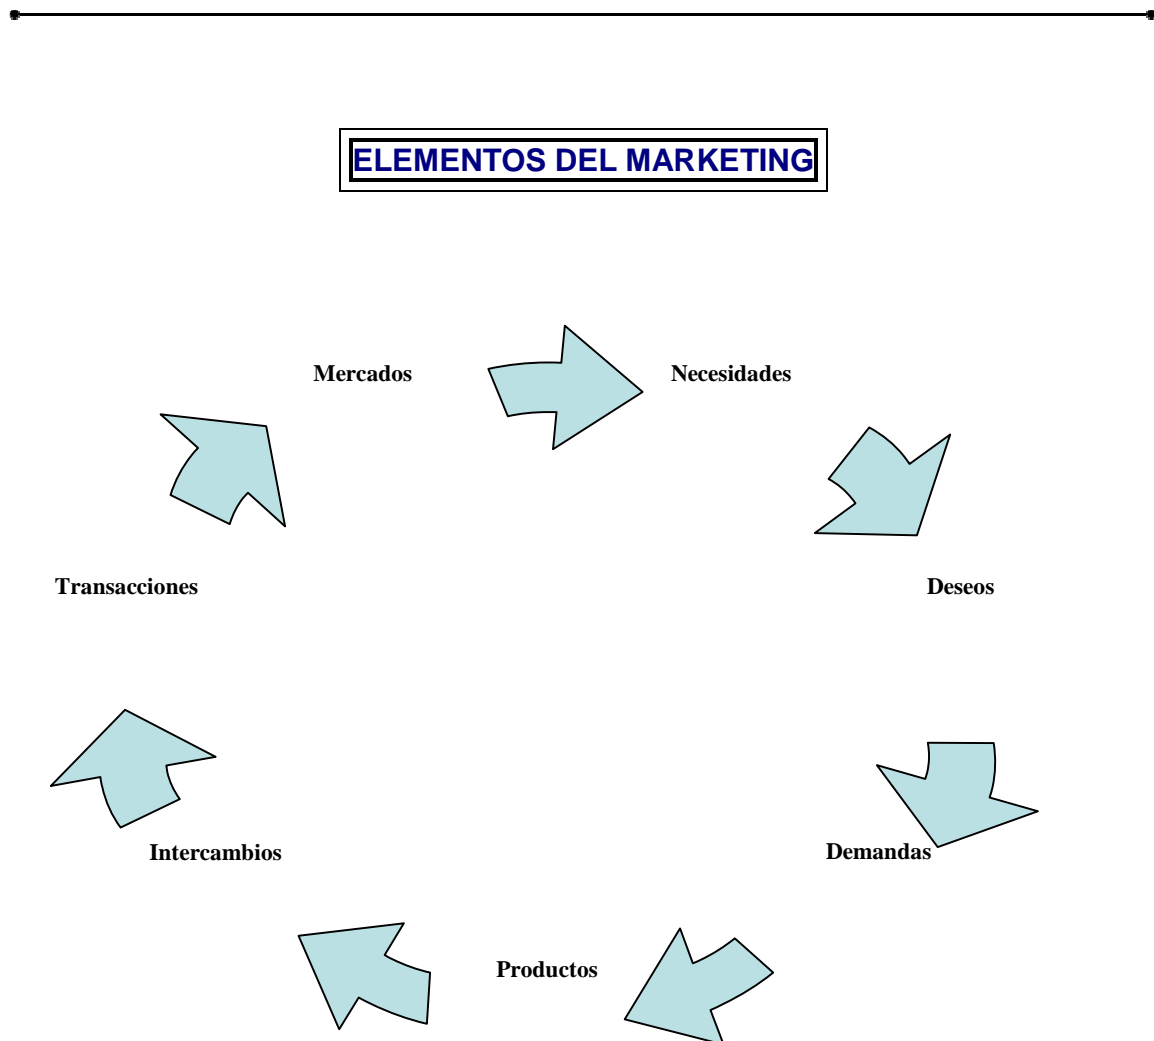 ELEMENTOS DEL MARKETING
Mercados
Necesidades
Transacciones
Deseos
Intercambios
Demandas
Productos